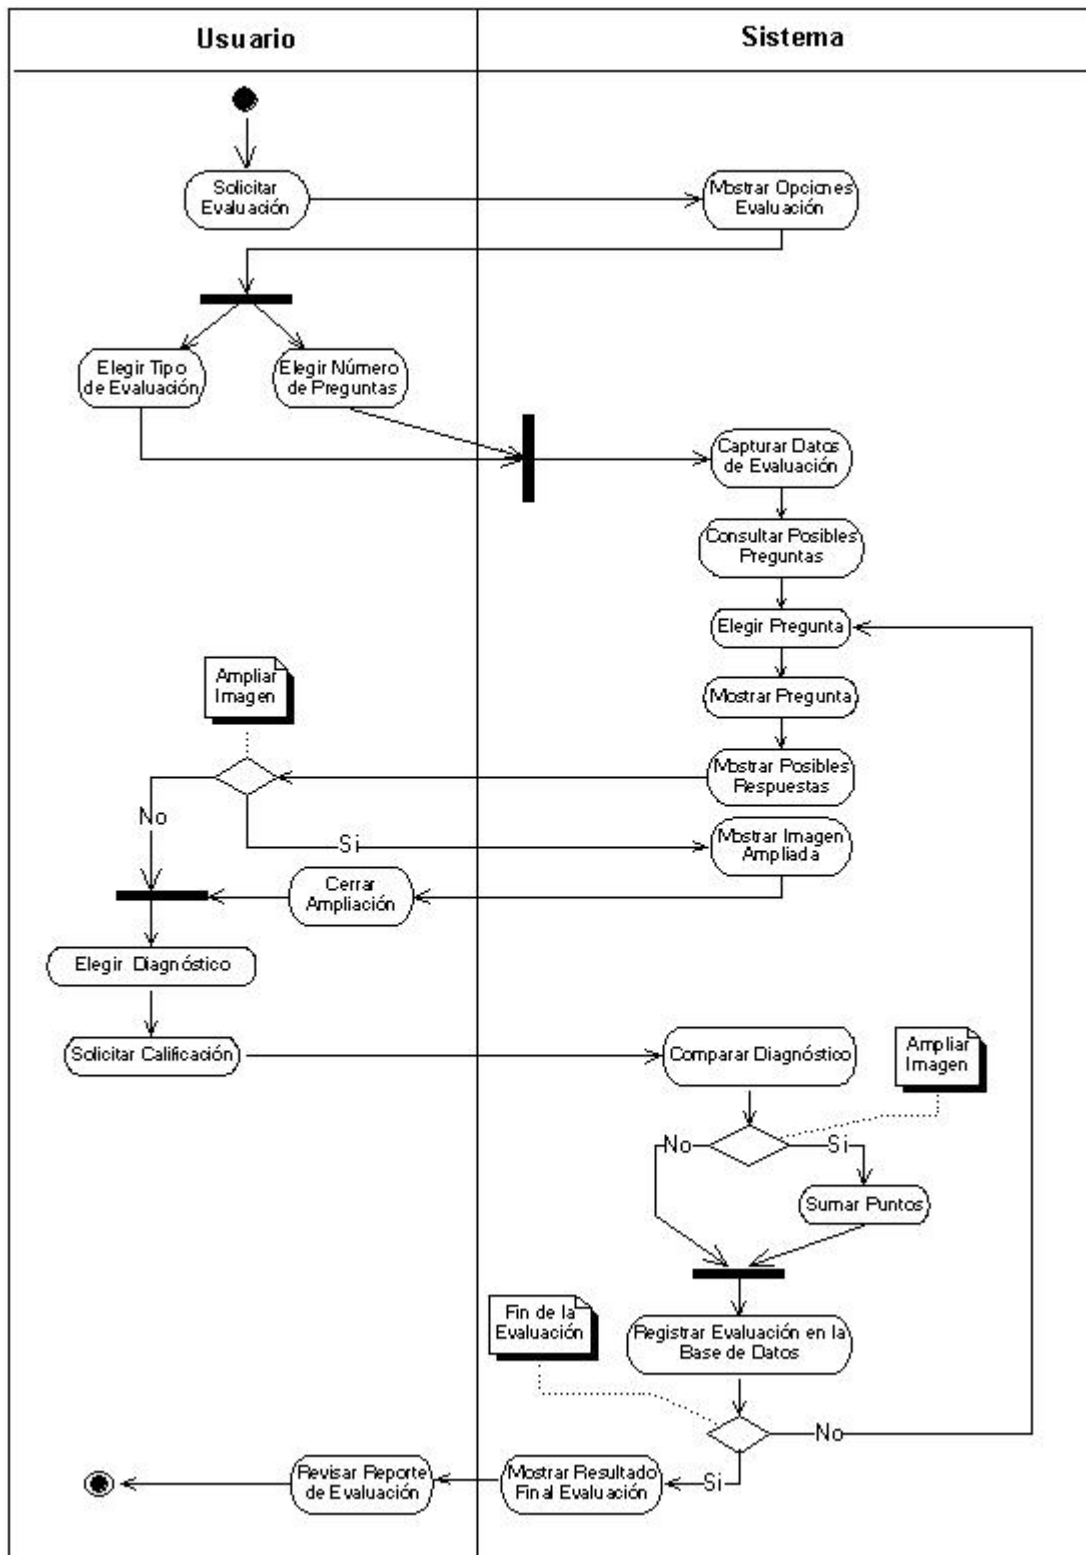 Usuario
Sistema
Solicitar
Evaluación
Mostrar Opciones
Evaluación
Elegir Tipo
de Evaluación
Elegir Número
de Preguntas
Capturar Datos
de Evaluación
Consultar Posibles
Preguntas
Elegir Pregunta
Ampliar
Imagen
Mostrar Pregunta
Mostrar Posibles
Respuestas
No
Si
Mostrar Imagen
Ampliada
Cerrar
Ampliación
Elegir Diagnóstico
Solicitar Calificación
Comparar Diagnóstico
Ampliar
Imagen
No
Si
Sumar Puntos
Fin de la
Evaluación
Registrar Evaluación en la
Base de Datos
No
Si
Mostrar Resultado
Final Evaluación
Revisar Reporte
de Evaluación